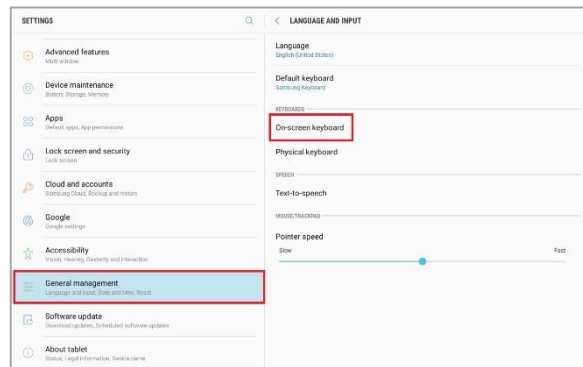 SETTINGS
Advanced features
Multi window
Device maintenance
Battery, Storage, Memory
Apps
Default apps, App permissions
Lock screen and security
Lock screen
Cloud and accounts
Samsung Cloud, Backup and restore
Google
Google settings
Accessibility
Vision, Hearing, Dexterity and interaction
General management
Language and input, Date and time, Reset
Software update
Download updates, Scheduled software updates
About tablet
Status, Legal information, Device name
LANGUAGE AND INPUT
Language
English (United States)
Default keyboard
Samsung Keyboard
KEYBOARDS
On-screen keyboard
Physical keyboard
SPEECH
Text-to-speech
MOUSE/TRACKPAD
Pointer speed
Slow Fast